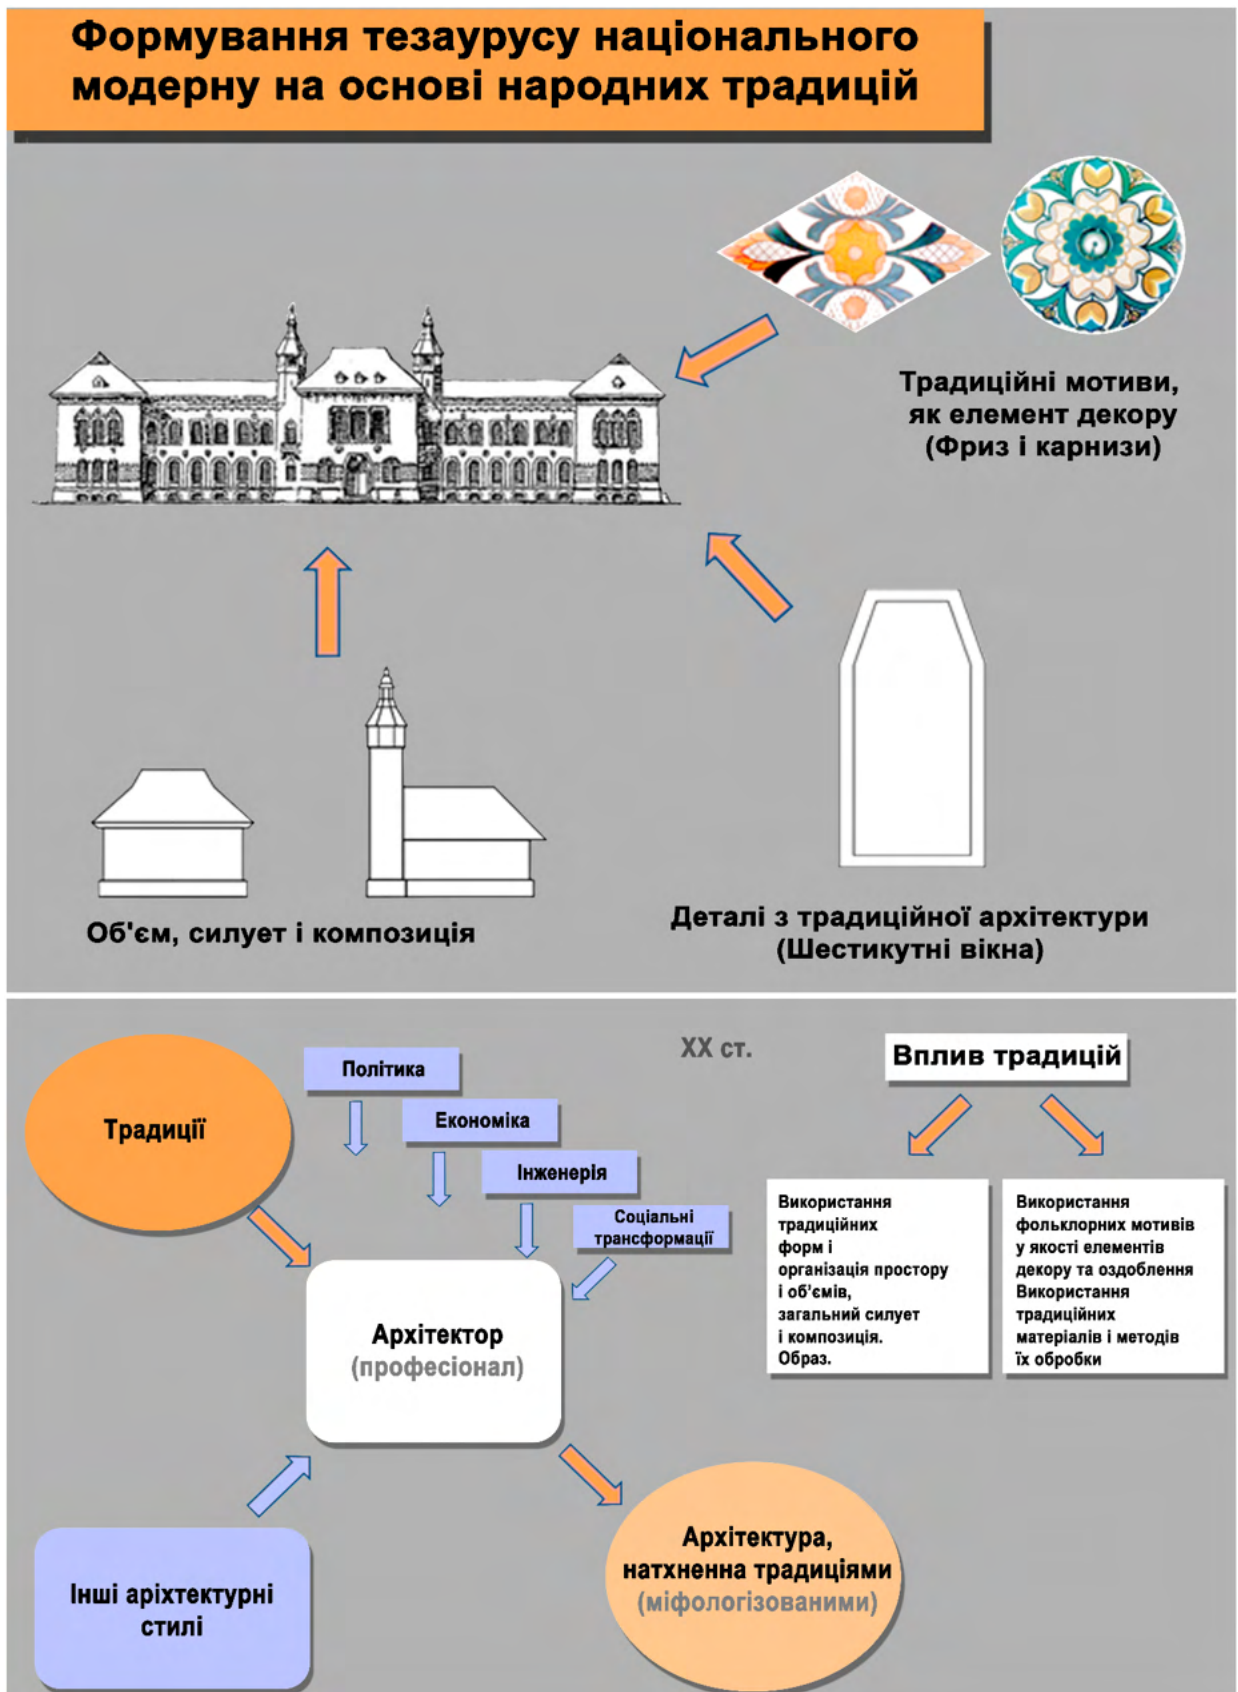 Формування тезаурусу національного
модерну на основі народних традицій
Традиційні мотиви,
як елемент декору
(Фриз і карнизи)
Об'єм, силует і композиція
Деталі з традиційної архітектури
(Шестикутні вікна)
Традиції
Політика
Економіка
Інженерія
Соціальні
трансформації
XX ст.
Архітектор
(професіонал)
Інші аріхтектурні
стилі
Архітектура,
натхненна традиціями
(міфологізованими)
Вплив традицій
Використання
традиційних
форм і
організація простору
і об’ємів,
загальний силует
і композиція.
Образ.
Використання
фольклорних мотивів
у якості елементів
декору та оздоблення
Використання
традиційних
матеріалів і методів
їх обробки